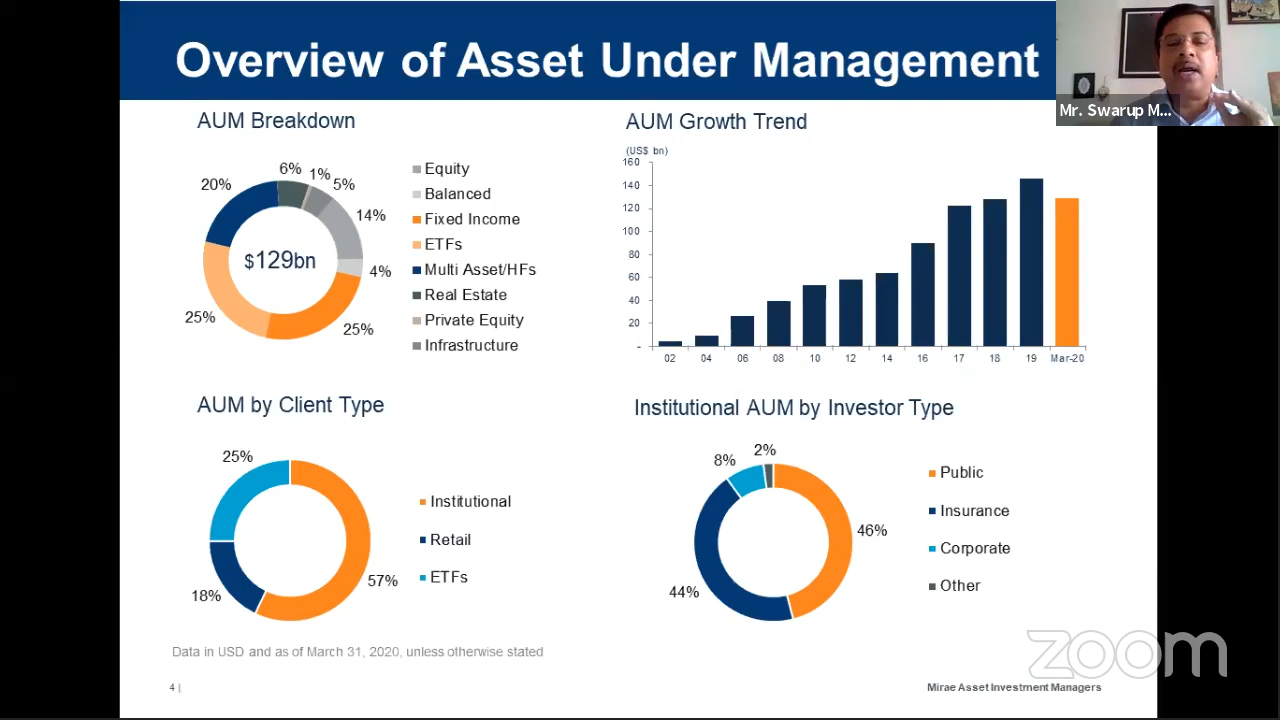 Overview of Asset Under Management
Mr. Swarup M...
AUM Breakdown
6%
1%
5%
20%
14%
$129bn
4%
25%
25%
Equity
Balanced
Fixed Income
ETFs
Multi Asset/HFs
Real Estate
Private Equity
Infrastructure
AUM Growth Trend
(US$ bn)
160
140
120
100
80
60
40
20
-
02 04 06 08 10 12 14 16 17 18 19 Mar-20
AUM by Client Type
25%
18%
57%
Institutional
Retail
ETFs
Institutional AUM by Investor Type
2%
8%
46%
44%
Public
Insurance
Corporate
Other
Data in USD and as of March 31, 2020, unless otherwise stated
zoom
4 |
Mirae Asset Investment Managers